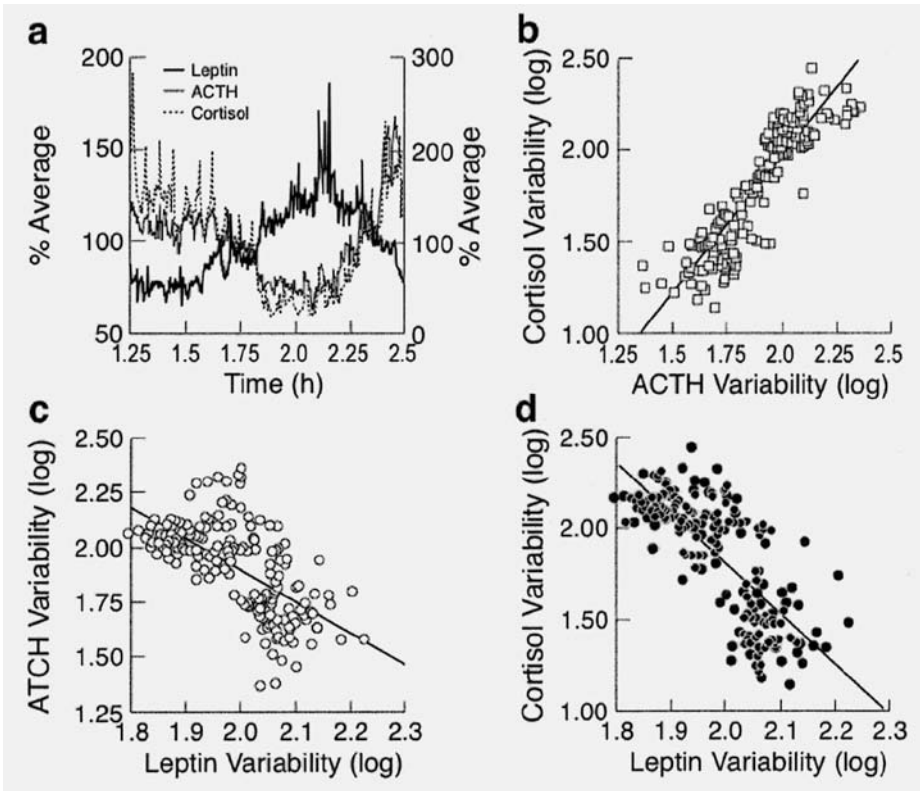 a
200
150
100
50
% Average
300
200
100
0
% Average
Leptin
ACTH
Cortisol
1.25 1.5 1.75 2.0 2.25 2.5
Time (h)
b
2.50
2.00
1.50
1.00
Cortisol Variability (log)
1.25 1.5 1.75 2.00 2.25 2.5
ACTH Variability (log)
c
2.50
2.25
2.00
1.75
1.50
1.25
ATCH Variability (log)
1.8 1.9 2.0 2.1 2.2 2.3
Leptin Variability (log)
d
2.50
2.00
1.50
1.00
Cortisol Variability (log)
1.8 1.9 2.0 2.1 2.2 2.3
Leptin Variability (log)